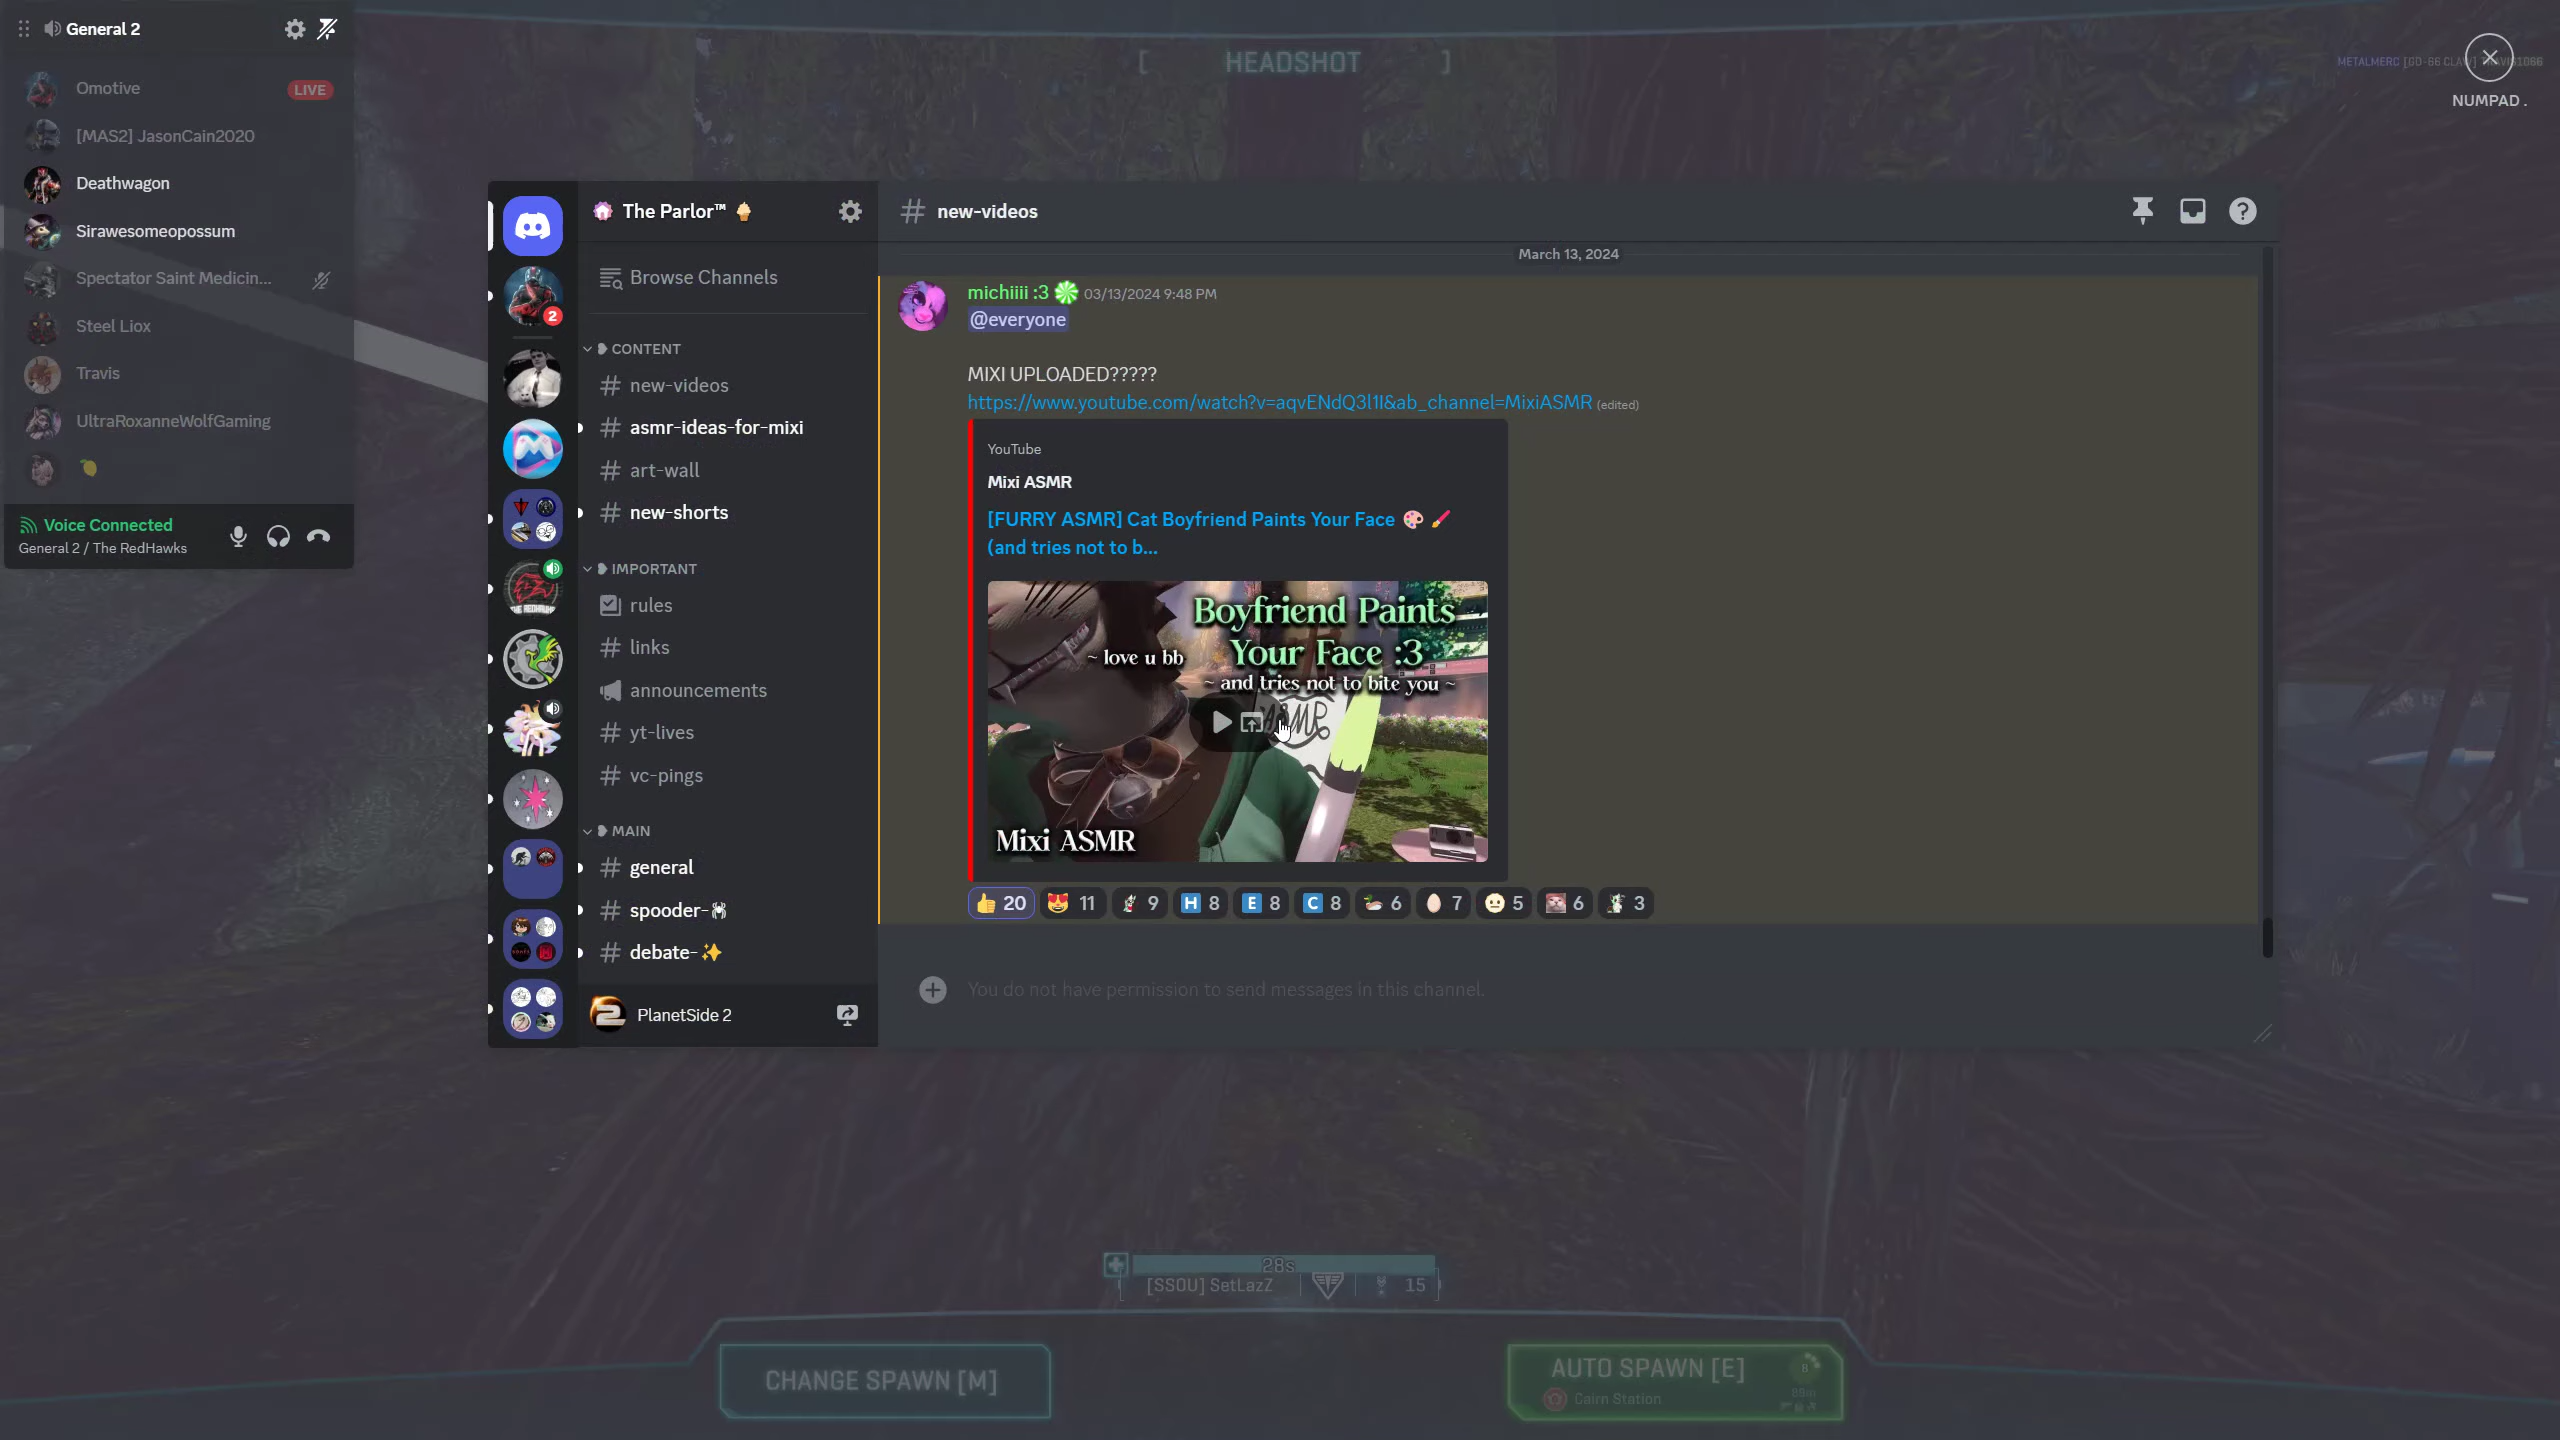 General 2
Omotive
LIVE
[MAS2] JasonCain2020
Deathwagon
Sirawesomeopossum
Spectator Saint Medicin...
Steel Liox
Travis
UltraRoxanneWolfGaming
Voice Connected
General 2 / The RedHawks
[ HEADSHOT ]
METALMERC [GD-66 CLAW]
NUMPAD .
2
The Parlor™
Browse Channels
CONTENT
new-videos
asmr-ideas-for-mixi
art-wall
new-shorts
IMPORTANT
rules
links
announcements
yt-lives
vc-pings
MAIN
general
spooder-
debate-
PlanetSide 2
new-videos
March 13, 2024
michiiii :3 03/13/2024 9:48 PM
@everyone
MIXI UPLOADED?????
https://www.youtube.com/watch?v=aqvENdQ3l1I&ab_channel=MixiASMR (edited)
YouTube
Mixi ASMR
[FURRY ASMR] Cat Boyfriend Paints Your Face
(and tries not to b...
Boyfriend Paints
Your Face :3
~ love u bb
~ and tries not to bite you ~
ASMR
Mixi ASMR
20 11 9 H 8 E 8 C 8 6 7 5 6 3
You do not have permission to send messages in this channel.
28s
[SSOU] SetLazZ 15
CHANGE SPAWN [M]
AUTO SPAWN [E]
Cairn Station
8